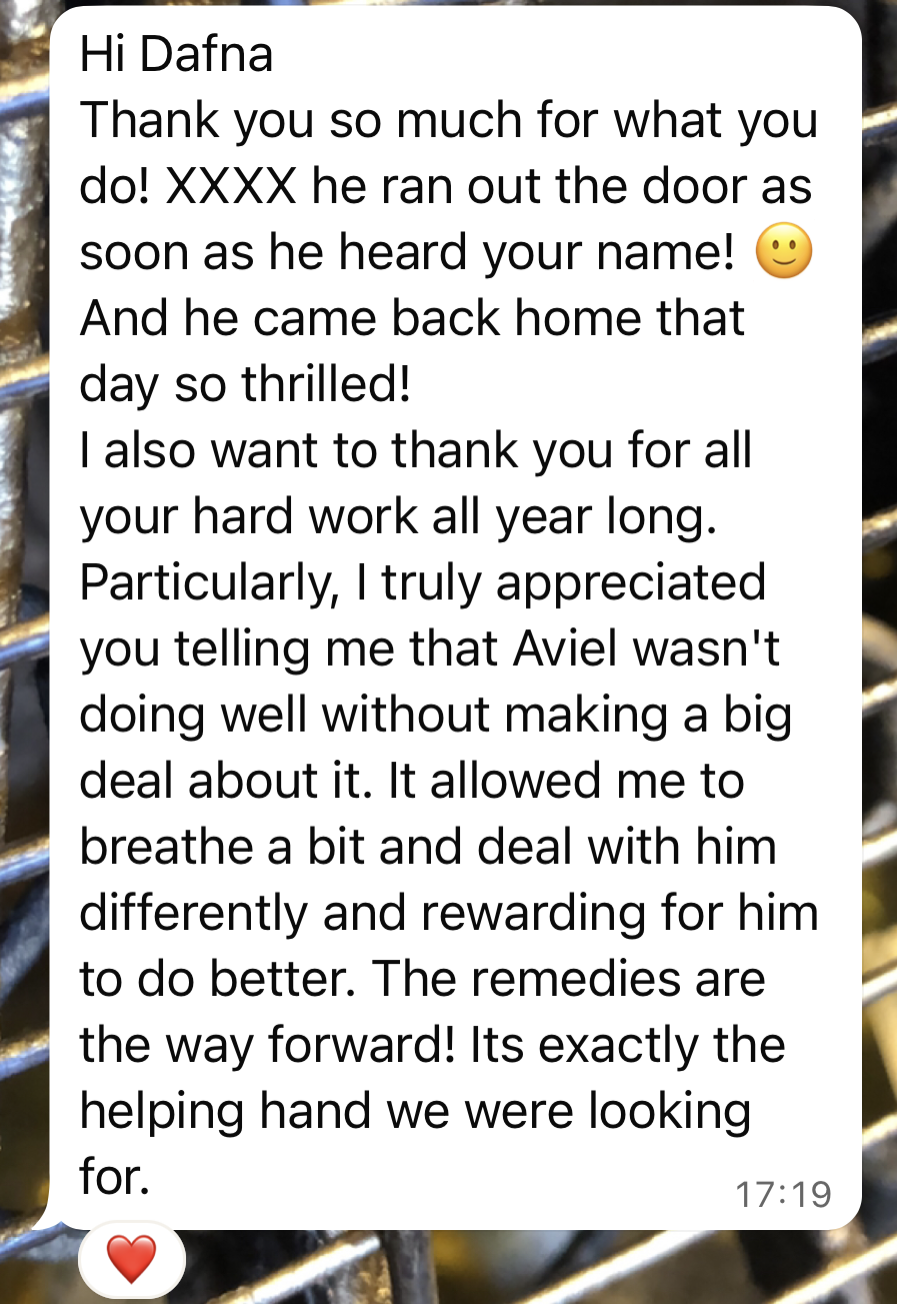 Hi Dafna
Thank you so much for what you
do! XXXX he ran out the door as
soon as he heard your name! 🙂
And he came back home that
day so thrilled!
I also want to thank you for all
your hard work all year long.
Particularly, I truly appreciated
you telling me that Aviel wasn't
doing well without making a big
deal about it. It allowed me to
breathe a bit and deal with him
differently and rewarding for him
to do better. The remedies are
the way forward! Its exactly the
helping hand we were looking
for.
17:19
❤️